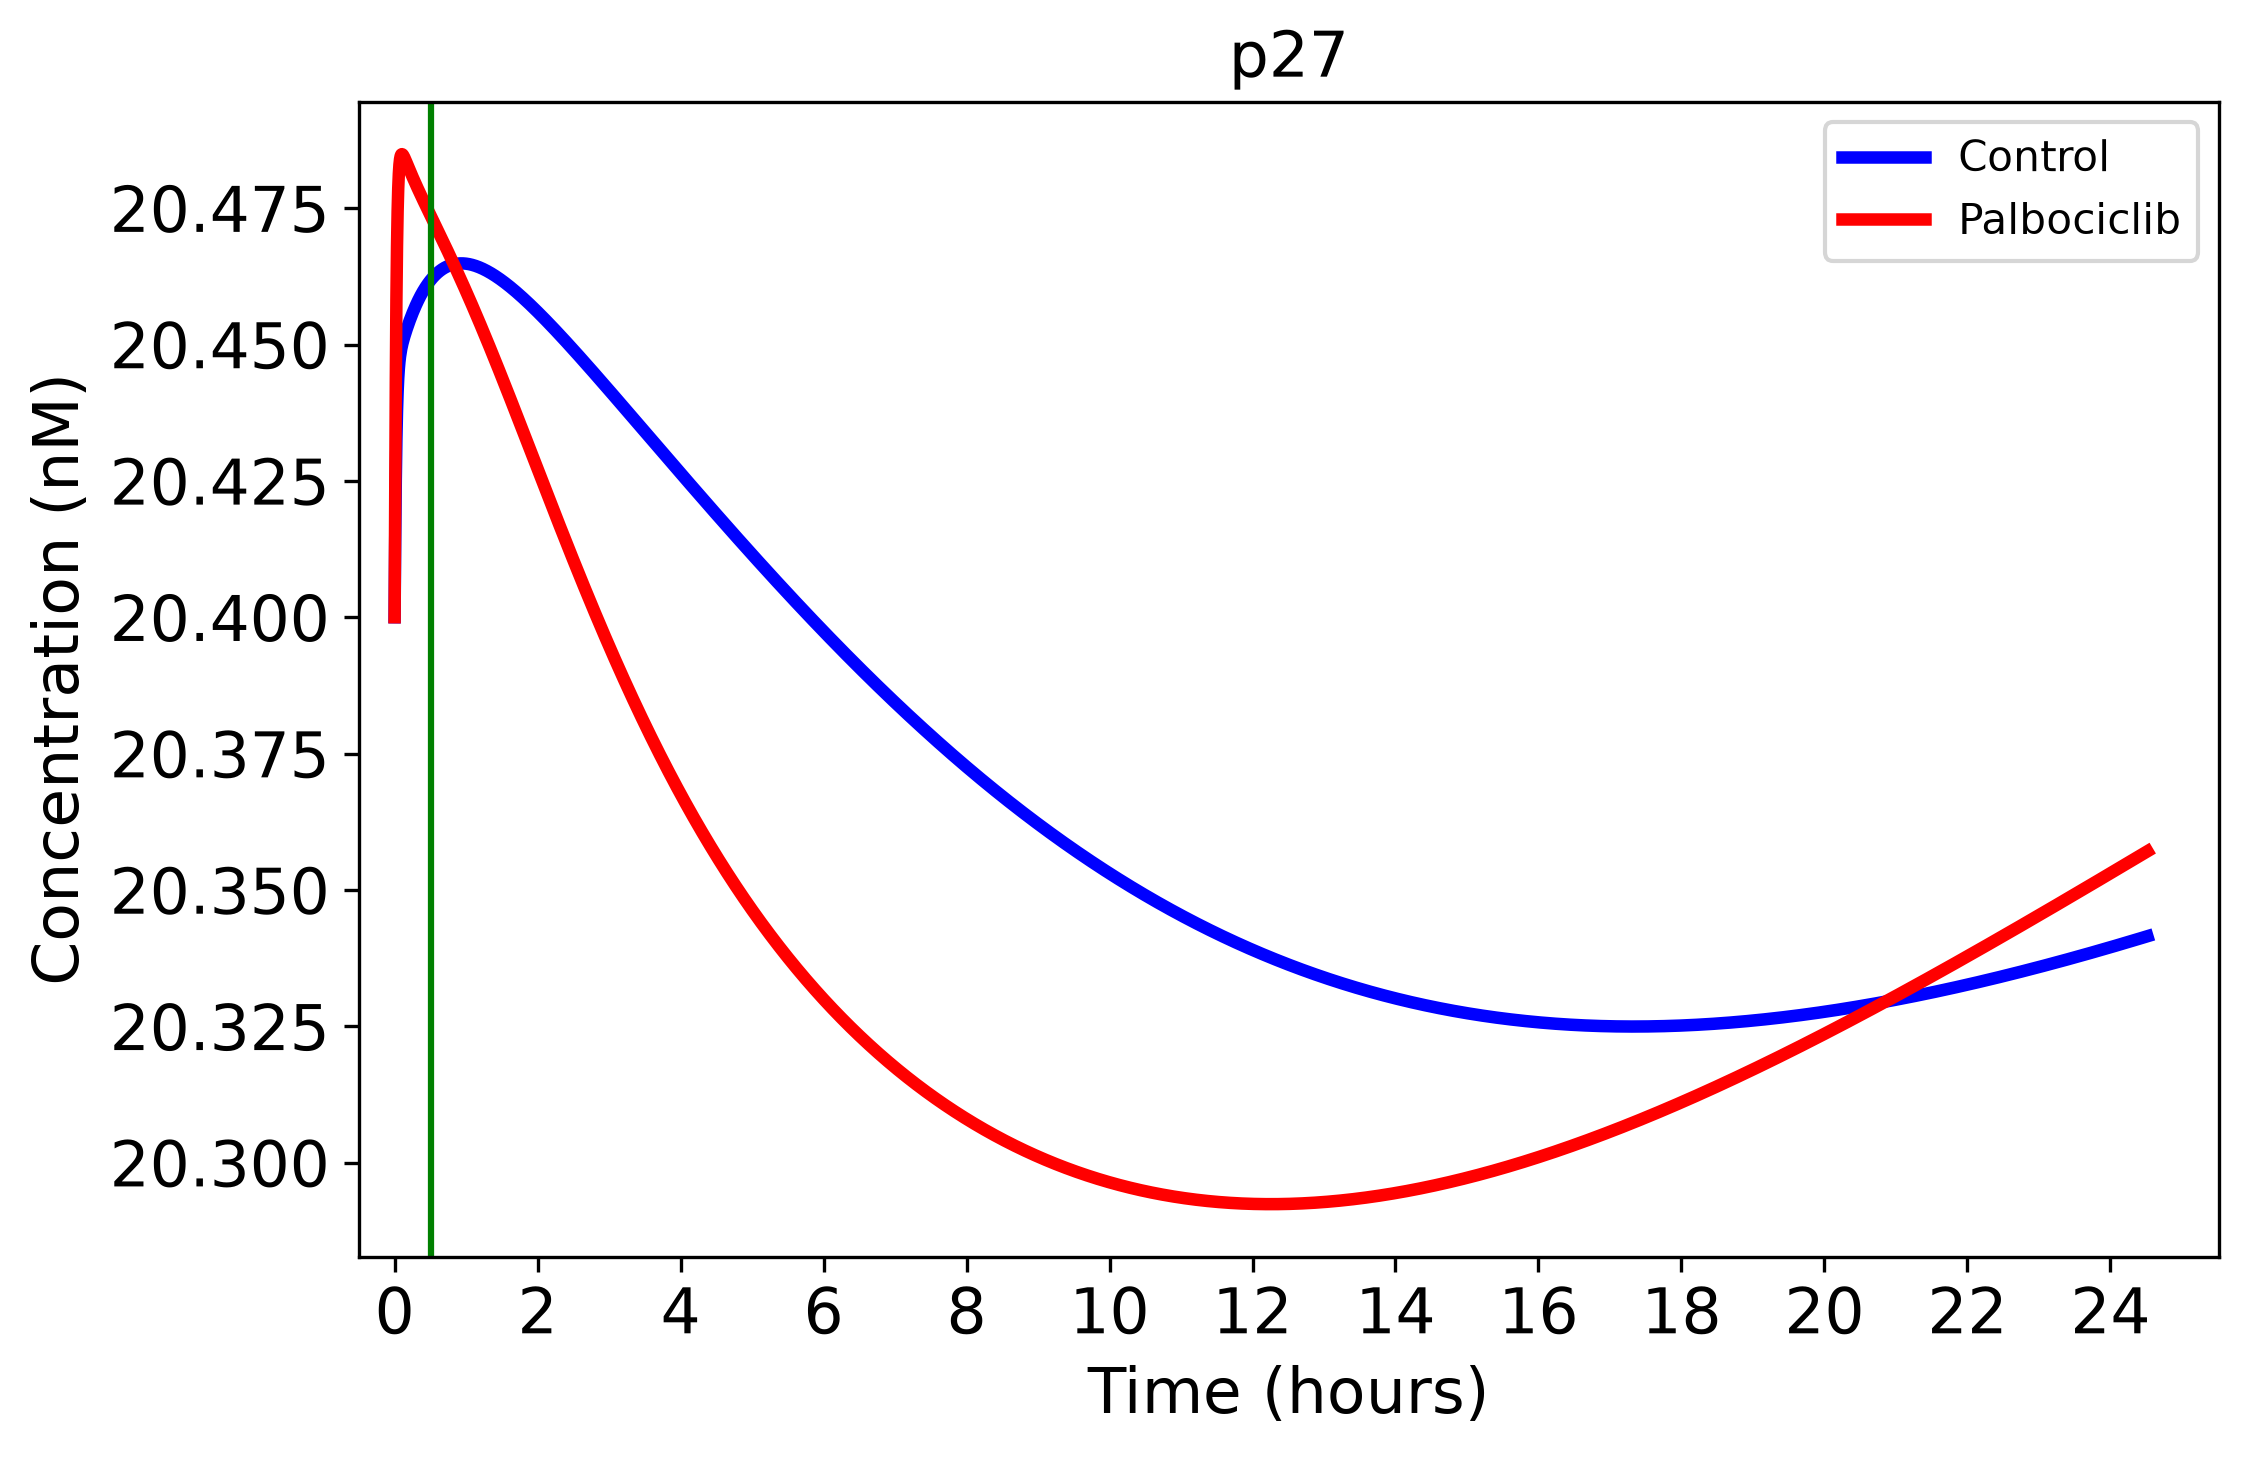 p27
Control
Palbociclib
Concentration (nM)
20.475
20.450
20.425
20.400
20.375
20.350
20.325
20.300
0 2 4 6 8 10 12 14 16 18 20 22 24
Time (hours)